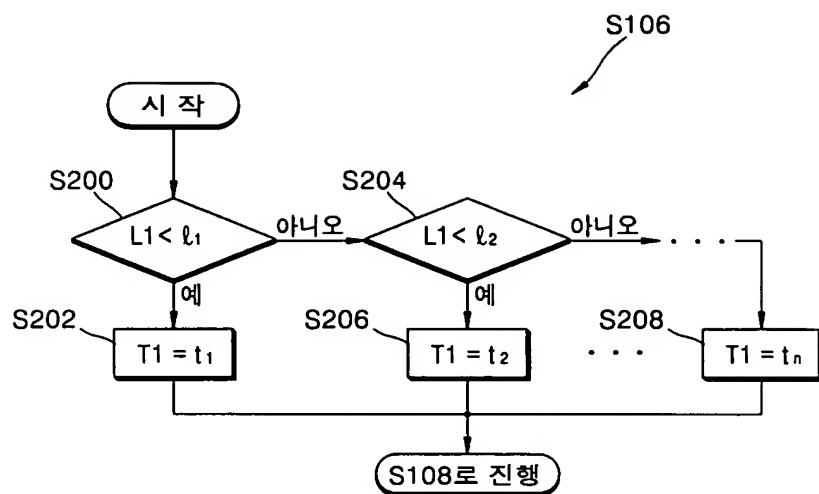 S106
시 작
S200
S204
L1< ℓ₁
아니오
L1< ℓ₂
아니오
· · · ·
예
예
S202
S206
S208
T1 = t₁
T1 = t₂
· · ·
T1 = tₙ
S108로 진행